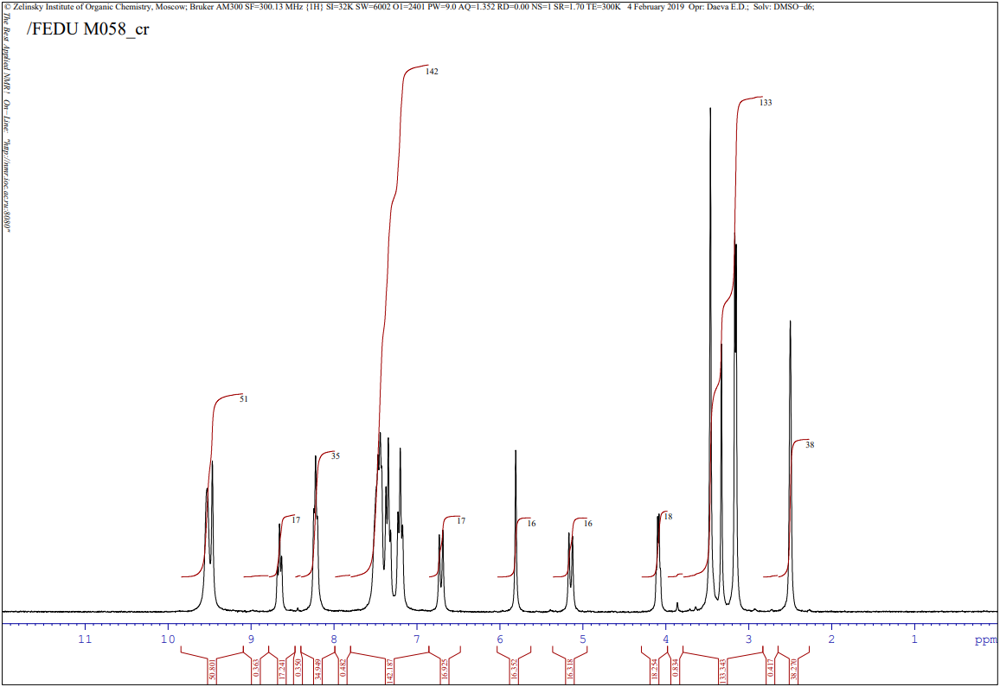 © Zelinsky Institute of Organic Chemistry, Moscow; Bruker AM300 SF=300.13 MHz {1H} SI=32K SW=6002 O1=2401 PW=9.0 AQ=1.352 RD=0.00 NS=1 SR=1.70 TE=300K 4 February 2019 Opr: Daeva E.D.; Solv: DMSO-d6;
The Best Applied NMR! On-Line: "http://nmr.ioc.ac.ru:8080"
/FEDU M058_cr
142
133
51
38
35
17
17
16
16
18
11 10 9 8 7 6 5 4 3 2 1 ppm
50.801 0.363 17.241 0.350 34.949 0.482 142.187 16.925 16.352 16.318 18.254 0.834 133.343 0.417 38.270